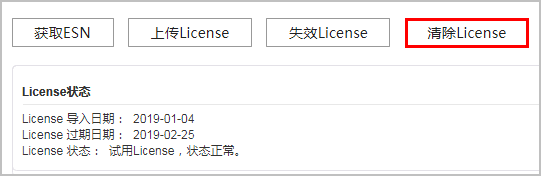 获取ESN 上传License 失效License 清除License
License状态
License 导入日期： 2019-01-04
License 过期日期： 2019-02-25
License 状态： 试用License，状态正常。